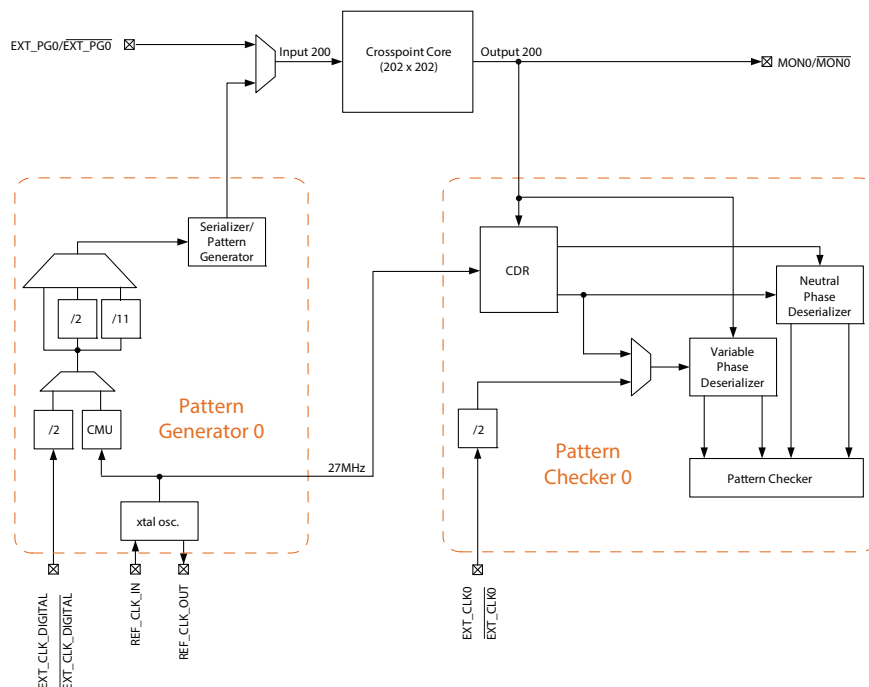 EXT_PG0/EXT_PG0
Input 200
Crosspoint Core
(202 x 202)
Output 200
MON0/MON0
Serializer/
Pattern
Generator
/2
/11
/2
CMU
Pattern
Generator 0
27MHz
xtal osc.
EXT_CLK_DIGITAL
EXT_CLK_DIGITAL
REF_CLK_IN
REF_CLK_OUT
CDR
Neutral
Phase
Deserializer
Variable
Phase
Deserializer
/2
Pattern
Checker 0
Pattern Checker
EXT_CLK0
EXT_CLK0